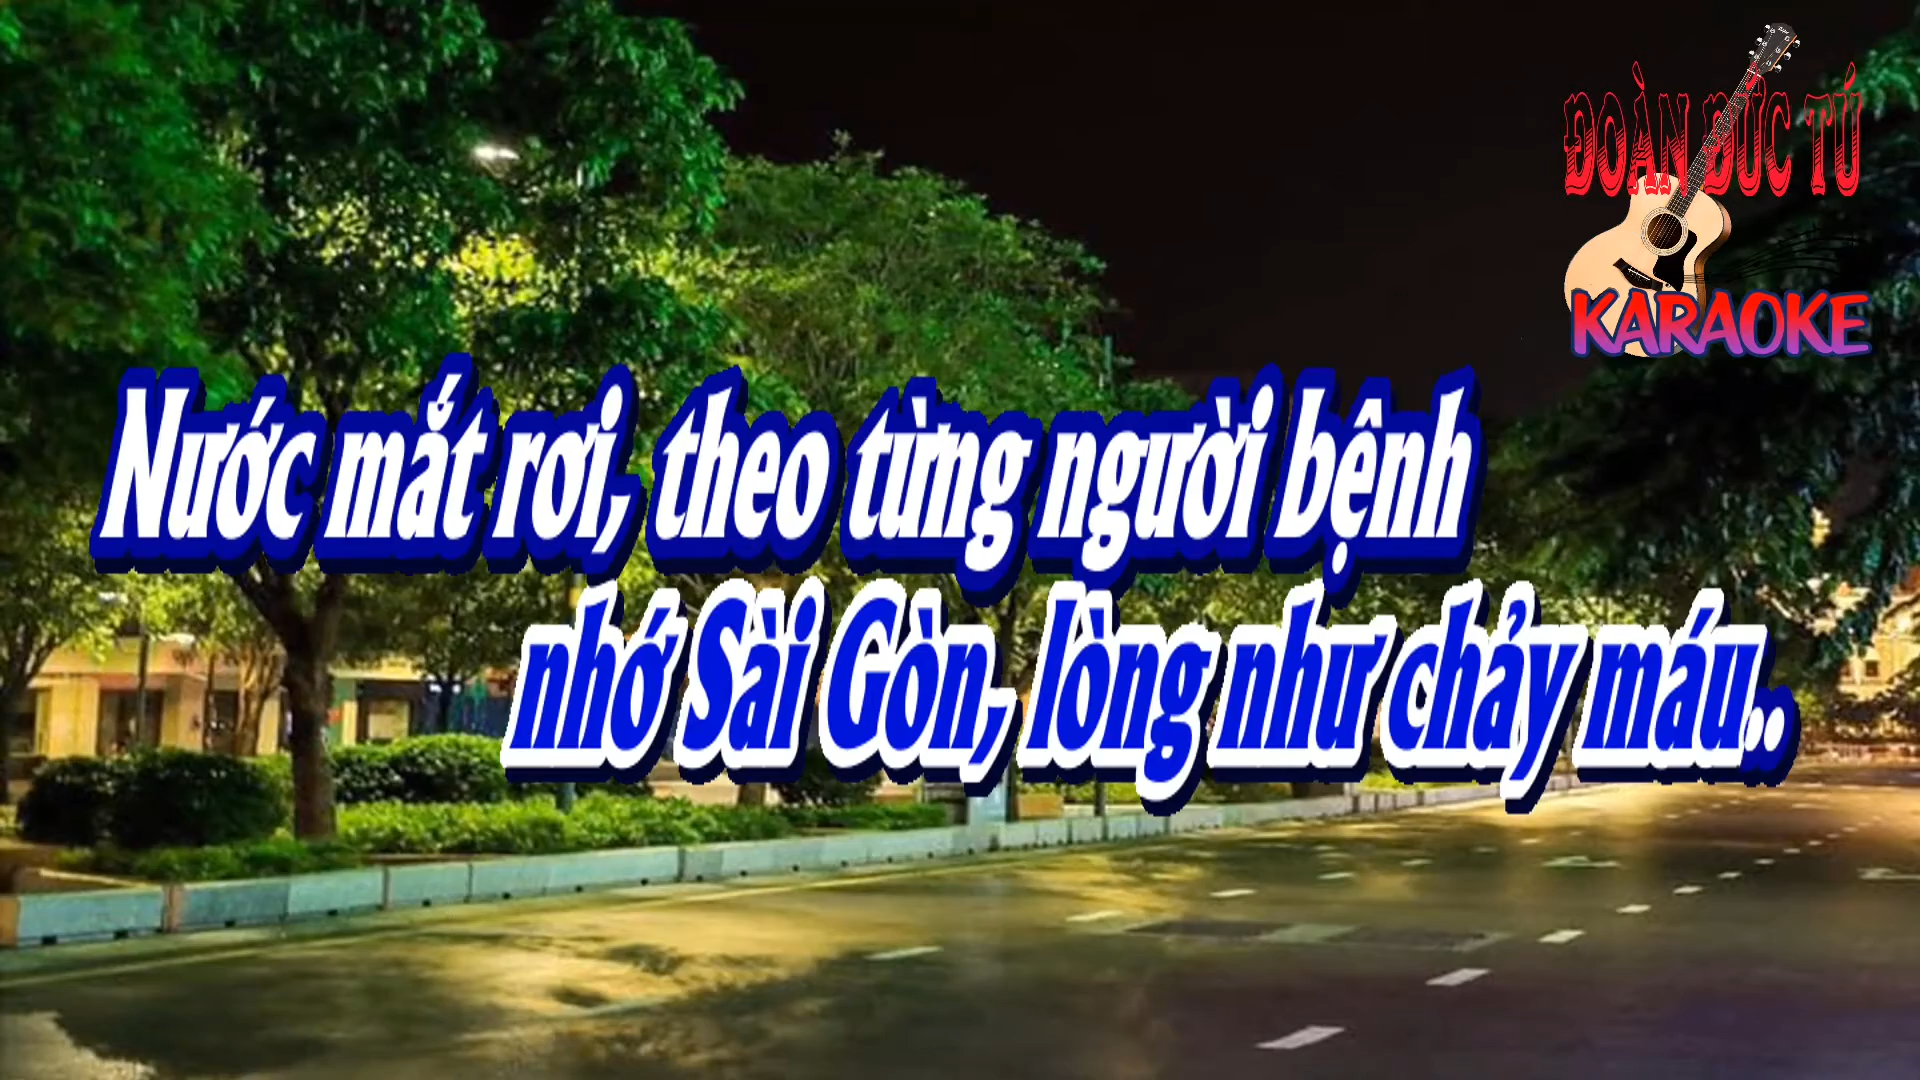 ĐOÀN ĐỨC TÚ
KARAOKE
Nước mắt rơi, theo từng người bệnh
nhớ Sài Gòn, lòng như chảy máu..